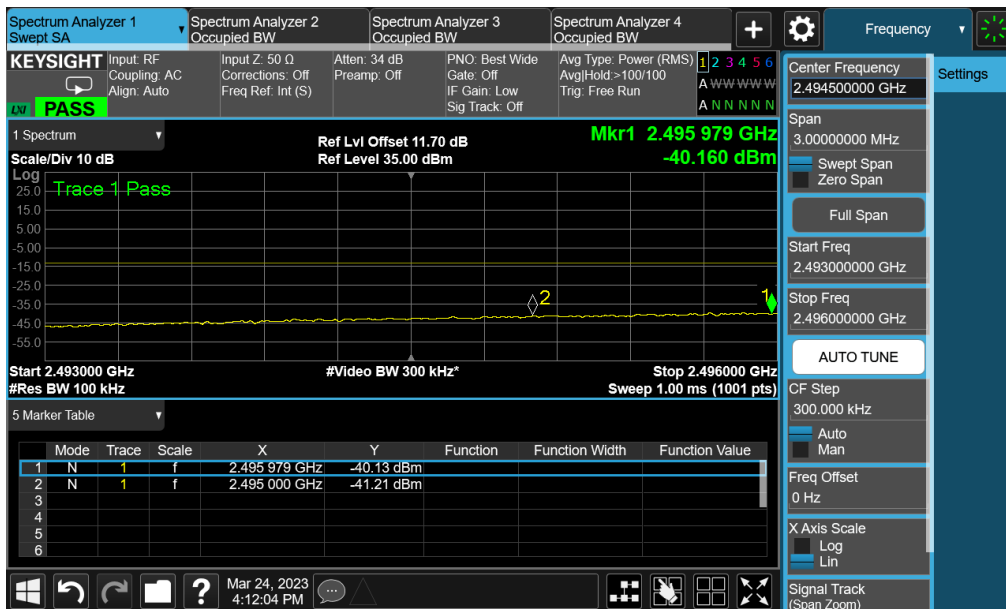 Spectrum Analyzer 1
Swept SA
Spectrum Analyzer 2
Occupied BW
Spectrum Analyzer 3
Occupied BW
Spectrum Analyzer 4
Occupied BW
+
Frequency
KEYSIGHT
LXI
PASS
Input: RF
Coupling: AC
Align: Auto
Input Z: 50 Ω
Corrections: Off
Freq Ref: Int (S)
Atten: 34 dB
Preamp: Off
PNO: Best Wide
Gate: Off
IF Gain: Low
Sig Track: Off
Avg Type: Power (RMS)
Avg|Hold:>100/100
Trig: Free Run
1 2 3 4 5 6
A W W W W W
A N N N N N
1 Spectrum
Scale/Div 10 dB
Ref Lvl Offset 11.70 dB
Ref Level 35.00 dBm
Mkr1 2.495 979 GHz
-40.160 dBm
Log
Trace 1 Pass
25.0
15.0
5.00
-5.00
-15.0
-25.0
-35.0
-45.0
-55.0
2
1
Start 2.493000 GHz
#Video BW 300 kHz*
Stop 2.496000 GHz
#Res BW 100 kHz
Sweep 1.00 ms (1001 pts)
5 Marker Table
Mode Trace Scale X Y Function Function Width Function Value
1 N 1 f 2.495 979 GHz -40.13 dBm
2 N 1 f 2.495 000 GHz -41.21 dBm
3
4
5
6
?
Mar 24, 2023
4:12:04 PM
Center Frequency
2.494500000 GHz
Span
3.00000000 MHz
Swept Span
Zero Span
Full Span
Start Freq
2.493000000 GHz
Stop Freq
2.496000000 GHz
AUTO TUNE
CF Step
300.000 kHz
Auto
Man
Freq Offset
0 Hz
X Axis Scale
Log
Lin
Signal Track
(Span Zoom)
Settings